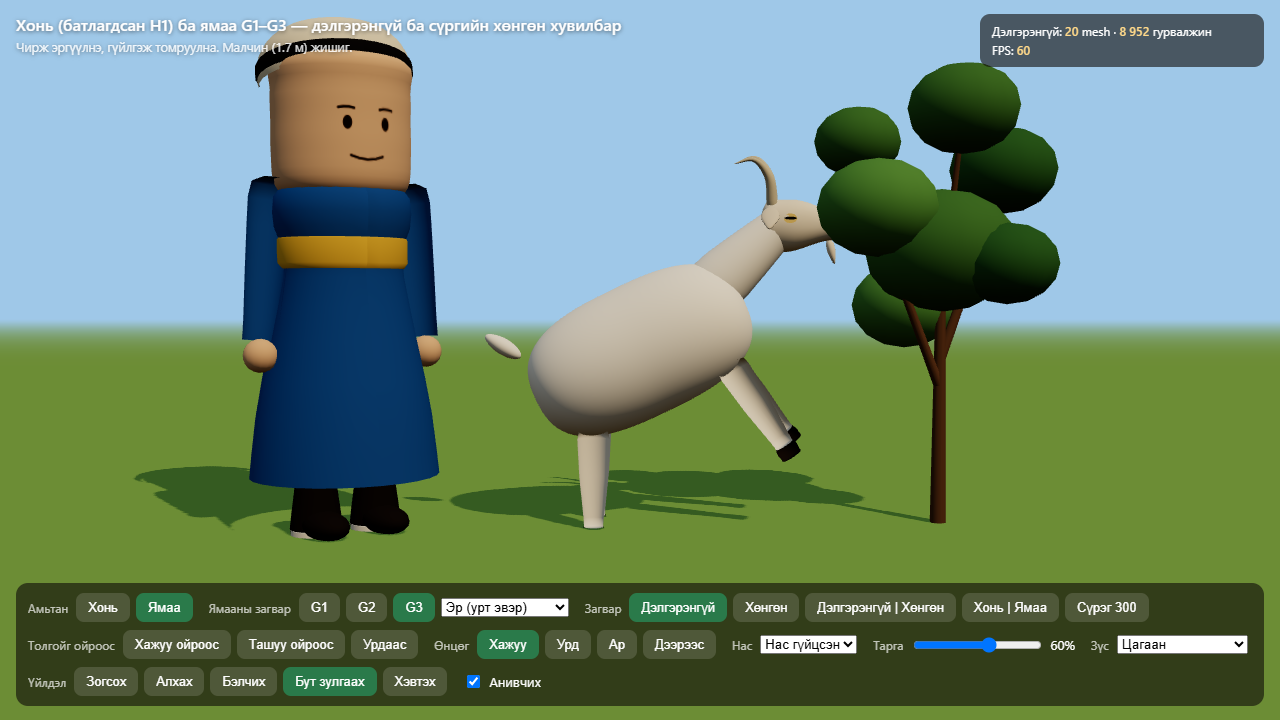 Хонь (батлагдсан H1) ба ямаа G1–G3 — дэлгэрэнгүй ба сүргийн хөнгөн хувилбар
Чирж эргүүлнэ, гүйлгэж томруулна. Малчин (1.7 м) жишиг.
Дэлгэрэнгүй: 20 mesh · 8 952 гурвалжин
FPS: 60
Амьтан Хонь Ямаа Ямааны загвар G1 G2 G3 Эр (урт эвэр) Загвар Дэлгэрэнгүй Хөнгөн Дэлгэрэнгүй | Хөнгөн Хонь | Ямаа Сүрэг 300
Толгойг ойроос Хажуу ойроос Ташуу ойроос Урдаас Өнцөг Хажуу Урд Ар Дээрээс Нас Нас гүйцсэн Тарга 60% Зүс Цагаан
Үйлдэл Зогсох Алхах Бэлчих Бут зулгаах Хэвтэх Анивчих